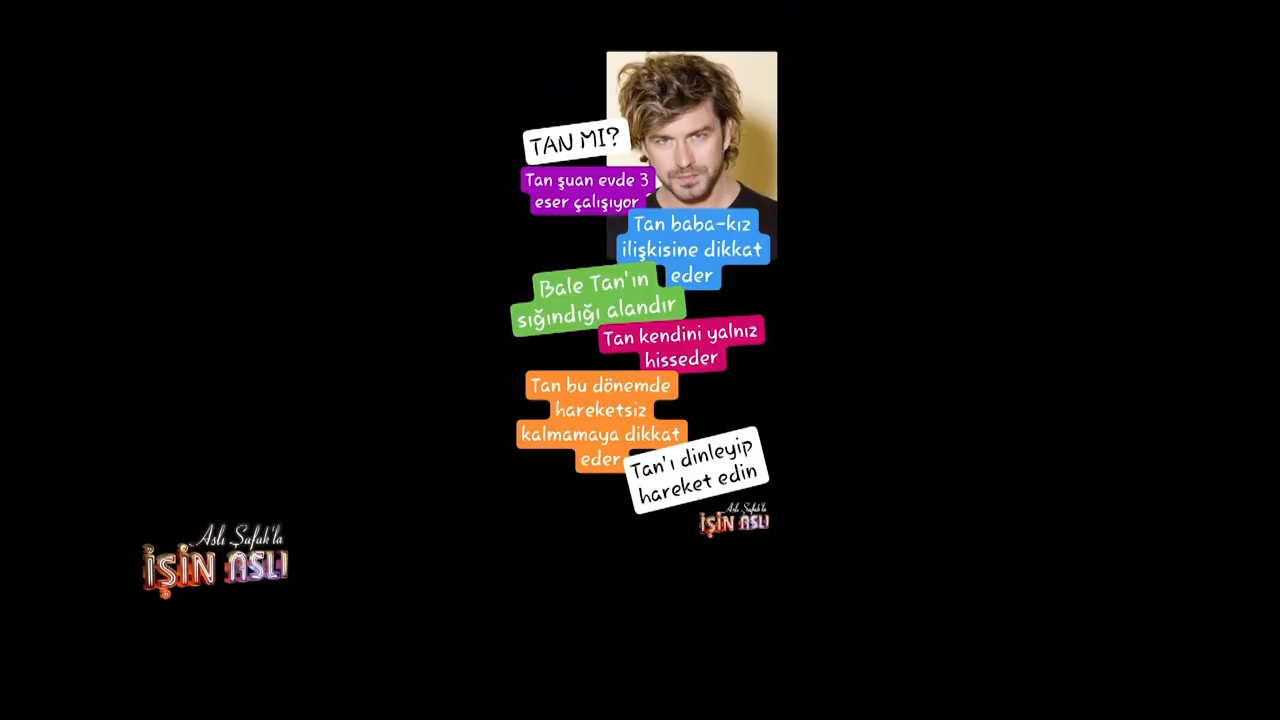 TAN MI?
Tan şuan evde 3
eser çalışıyor
Tan baba-kız
ilişkisine dikkat
eder
Bale Tan'ın
sığındığı alandır
Tan kendini yalnız
hisseder
Tan bu dönemde
hareketsiz
kalmamaya dikkat
eder
Tan'ı dinleyip
hareket edin
Aslı Şafak'la
İŞİN ASLI
Aslı Şafak'la
İŞİN ASLI